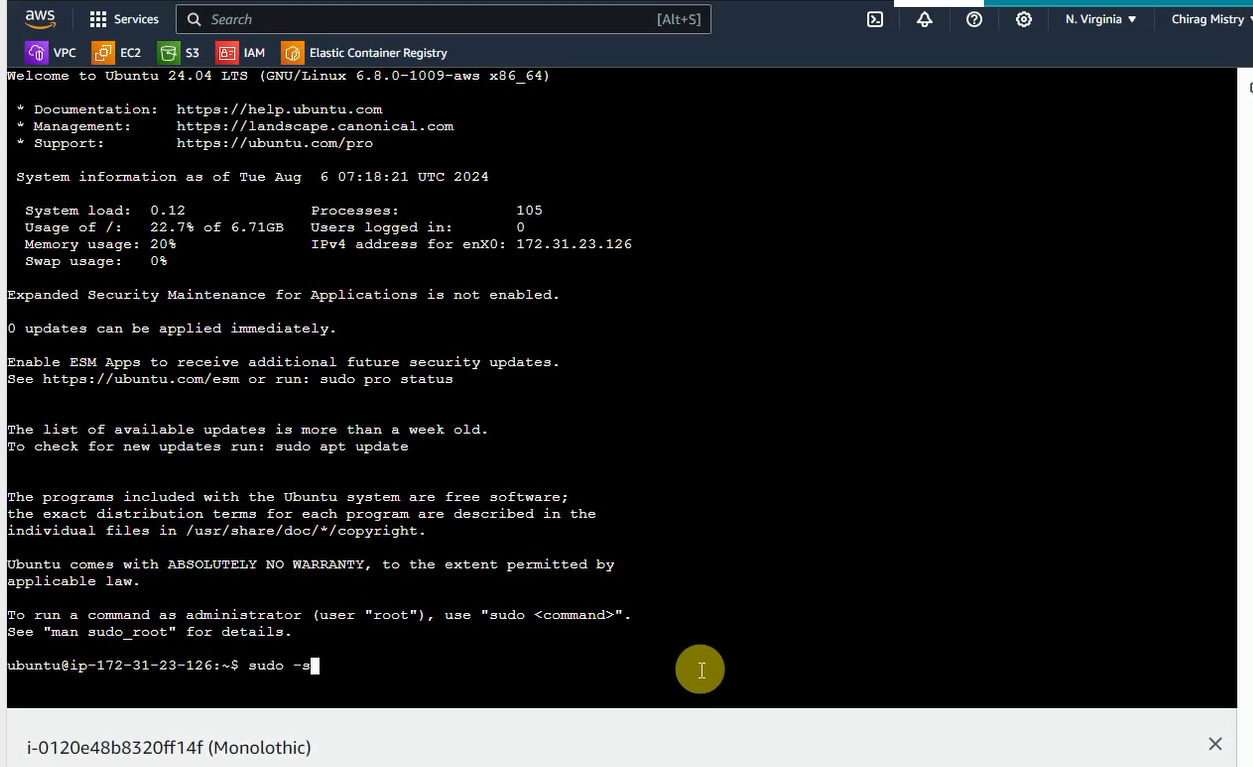 aws
Services
Search [Alt+S]
N. Virginia
Chirag Mistry
VPC EC2 S3 IAM Elastic Container Registry
Welcome to Ubuntu 24.04 LTS (GNU/Linux 6.8.0-1009-aws x86_64)
* Documentation: https://help.ubuntu.com
* Management: https://landscape.canonical.com
* Support: https://ubuntu.com/pro
System information as of Tue Aug 6 07:18:21 UTC 2024
System load: 0.12 Processes: 105
Usage of /: 22.7% of 6.71GB Users logged in: 0
Memory usage: 20% IPv4 address for enX0: 172.31.23.126
Swap usage: 0%
Expanded Security Maintenance for Applications is not enabled.
0 updates can be applied immediately.
Enable ESM Apps to receive additional future security updates.
See https://ubuntu.com/esm or run: sudo pro status
The list of available updates is more than a week old.
To check for new updates run: sudo apt update
The programs included with the Ubuntu system are free software;
the exact distribution terms for each program are described in the
individual files in /usr/share/doc/*/copyright.
Ubuntu comes with ABSOLUTELY NO WARRANTY, to the extent permitted by
applicable law.
To run a command as administrator (user "root"), use "sudo <command>".
See "man sudo_root" for details.
ubuntu@ip-172-31-23-126:~$ sudo -s
i-0120e48b8320ff14f (Monolothic)